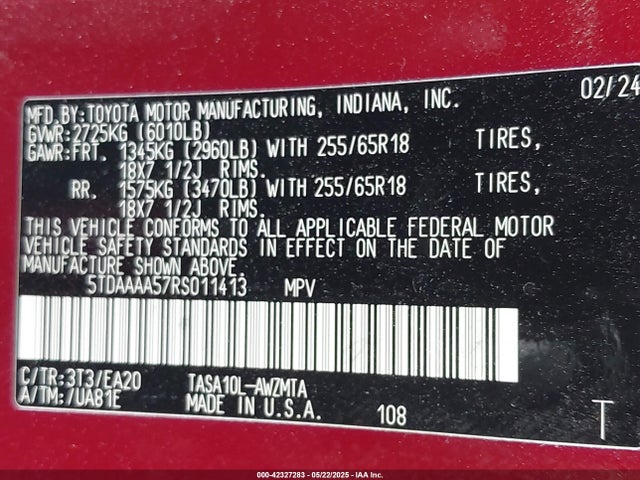 02/24
MFD.BY:TOYOTA MOTOR MANUFACTURING, INDIANA, INC.
GVWR:2725KG (6010LB)
GAWR:FRT. 1345KG (2960LB) WITH 255/65R18 TIRES,
18X7 1/2J RIMS.
RR. 1575KG (3470LB) WITH 255/65R18 TIRES,
18X7 1/2J RIMS.
THIS VEHICLE CONFORMS TO ALL APPLICABLE FEDERAL MOTOR
VEHICLE SAFETY STANDARDS IN EFFECT ON THE DATE OF
MANUFACTURE SHOWN ABOVE.
5TDAAAA57RS011413 MPV
C/TR:3T3/EA20 TASA10L-AWZMTA
A/TM:/UA81E MADE IN U.S.A. 108 T
000-42327283 - 05/22/2025 - IAA Inc.